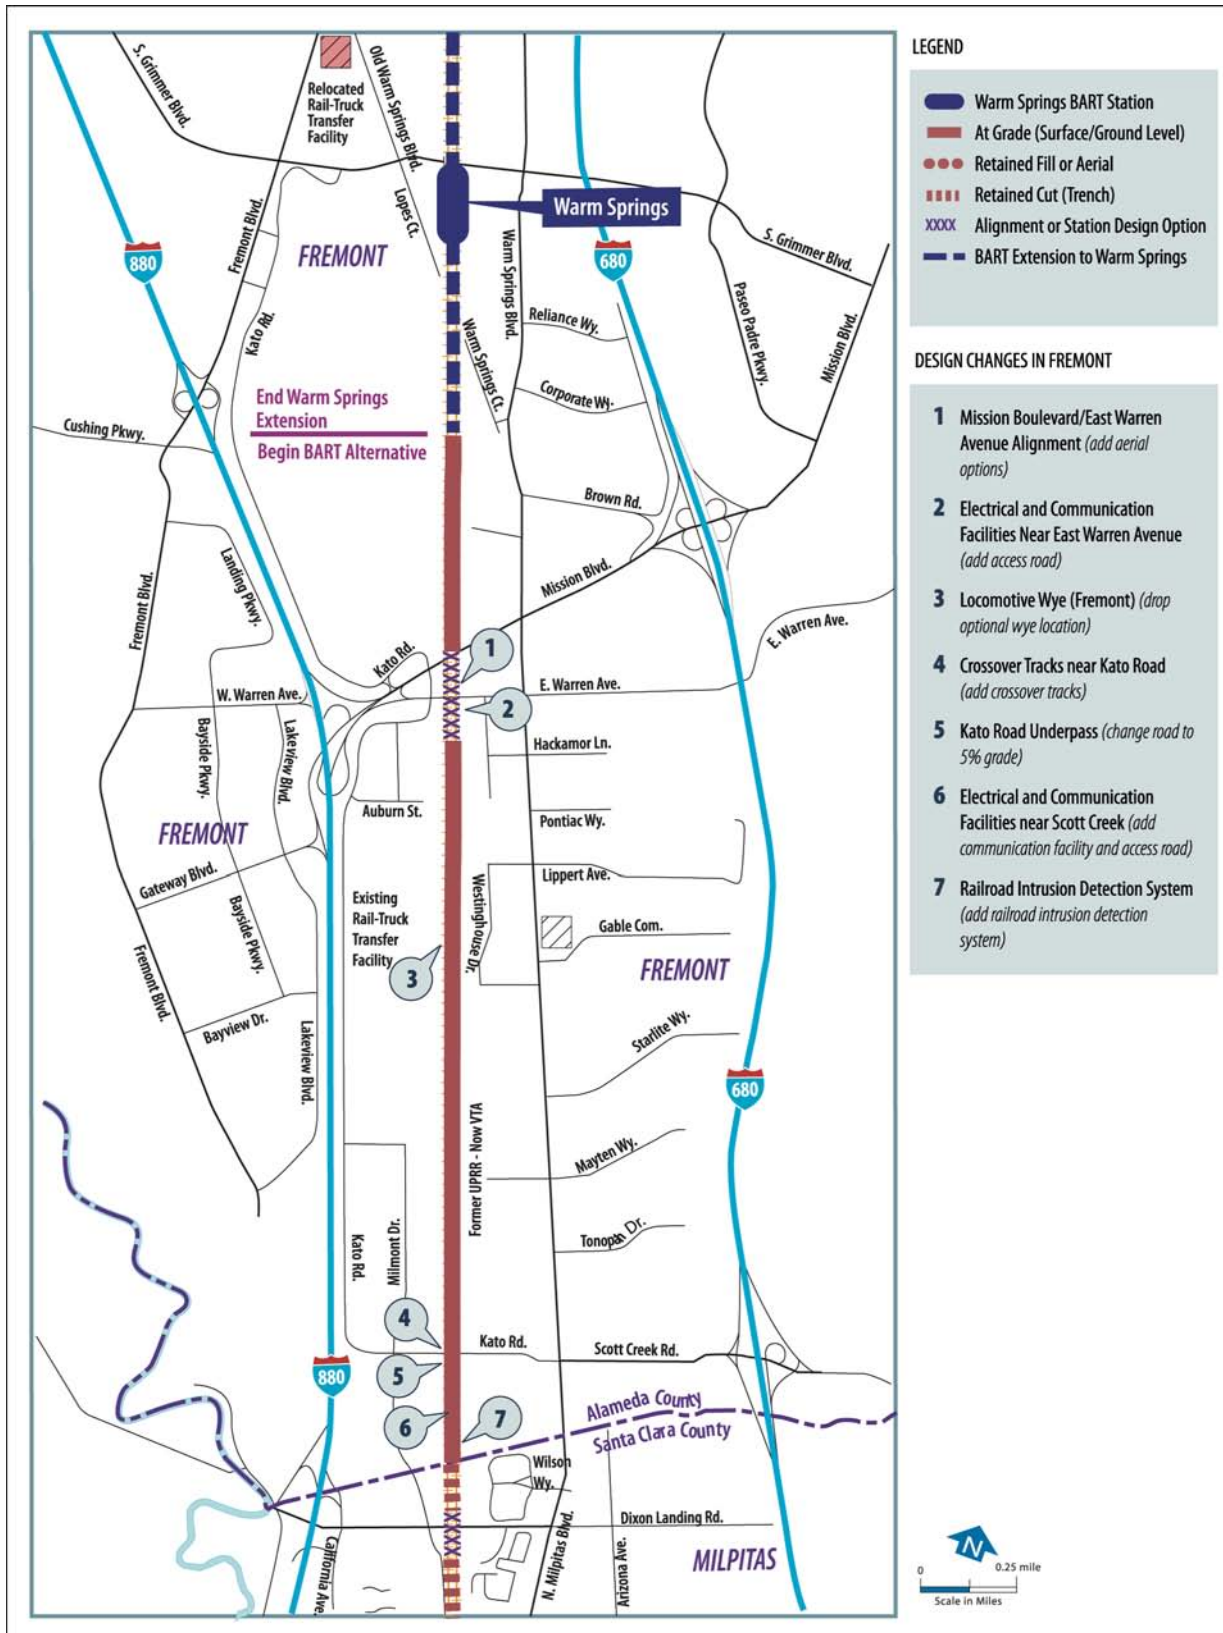 S. Grimmer Blvd.
Relocated
Rail-Truck
Transfer
Facility
Old Warm Springs Blvd.
Lopes Ct.
Warm Springs
FREMONT
880
680
Fremont Blvd.
Kato Rd.
Warm Springs Blvd.
S. Grimmer Blvd.
Paseo Padre Pkwy.
Mission Blvd.
Reliance Wy.
Warm Springs Ct.
Corporate Wy.
End Warm Springs
Extension
Begin BART Alternative
Cushing Pkwy.
Brown Rd.
Landing Pkwy.
Fremont Blvd.
Mission Blvd.
E. Warren Ave.
1
Kato Rd.
W. Warren Ave.
E. Warren Ave.
2
Bayside Pkwy.
Lakeview Blvd.
Hackamor Ln.
Auburn St.
Pontiac Wy.
FREMONT
Gateway Blvd.
Lippert Ave.
Westinghouse Dr.
Existing
Rail-Truck
Transfer
Facility
Bayside Pkwy.
Gable Com.
3
FREMONT
Fremont Blvd.
Bayview Dr.
Lakeview Blvd.
Starlite Wy.
680
Former UPRR - Now VTA
Mayten Wy.
Kato Rd.
Milmont Dr.
Tonopah Dr.
4
Kato Rd.
Scott Creek Rd.
880
5
6
7
Alameda County
Santa Clara County
Wilson
Wy.
Dixon Landing Rd.
California Ave.
N. Milpitas Blvd.
Arizona Ave.
MILPITAS
LEGEND
Warm Springs BART Station
At Grade (Surface/Ground Level)
Retained Fill or Aerial
Retained Cut (Trench)
XXXX Alignment or Station Design Option
BART Extension to Warm Springs
DESIGN CHANGES IN FREMONT
1 Mission Boulevard/East Warren
Avenue Alignment (add aerial
options)
2 Electrical and Communication
Facilities Near East Warren Avenue
(add access road)
3 Locomotive Wye (Fremont) (drop
optional wye location)
4 Crossover Tracks near Kato Road
(add crossover tracks)
5 Kato Road Underpass (change road to
5% grade)
6 Electrical and Communication
Facilities near Scott Creek (add
communication facility and access road)
7 Railroad Intrusion Detection System
(add railroad intrusion detection
system)
N
0 0.25 mile
Scale in Miles